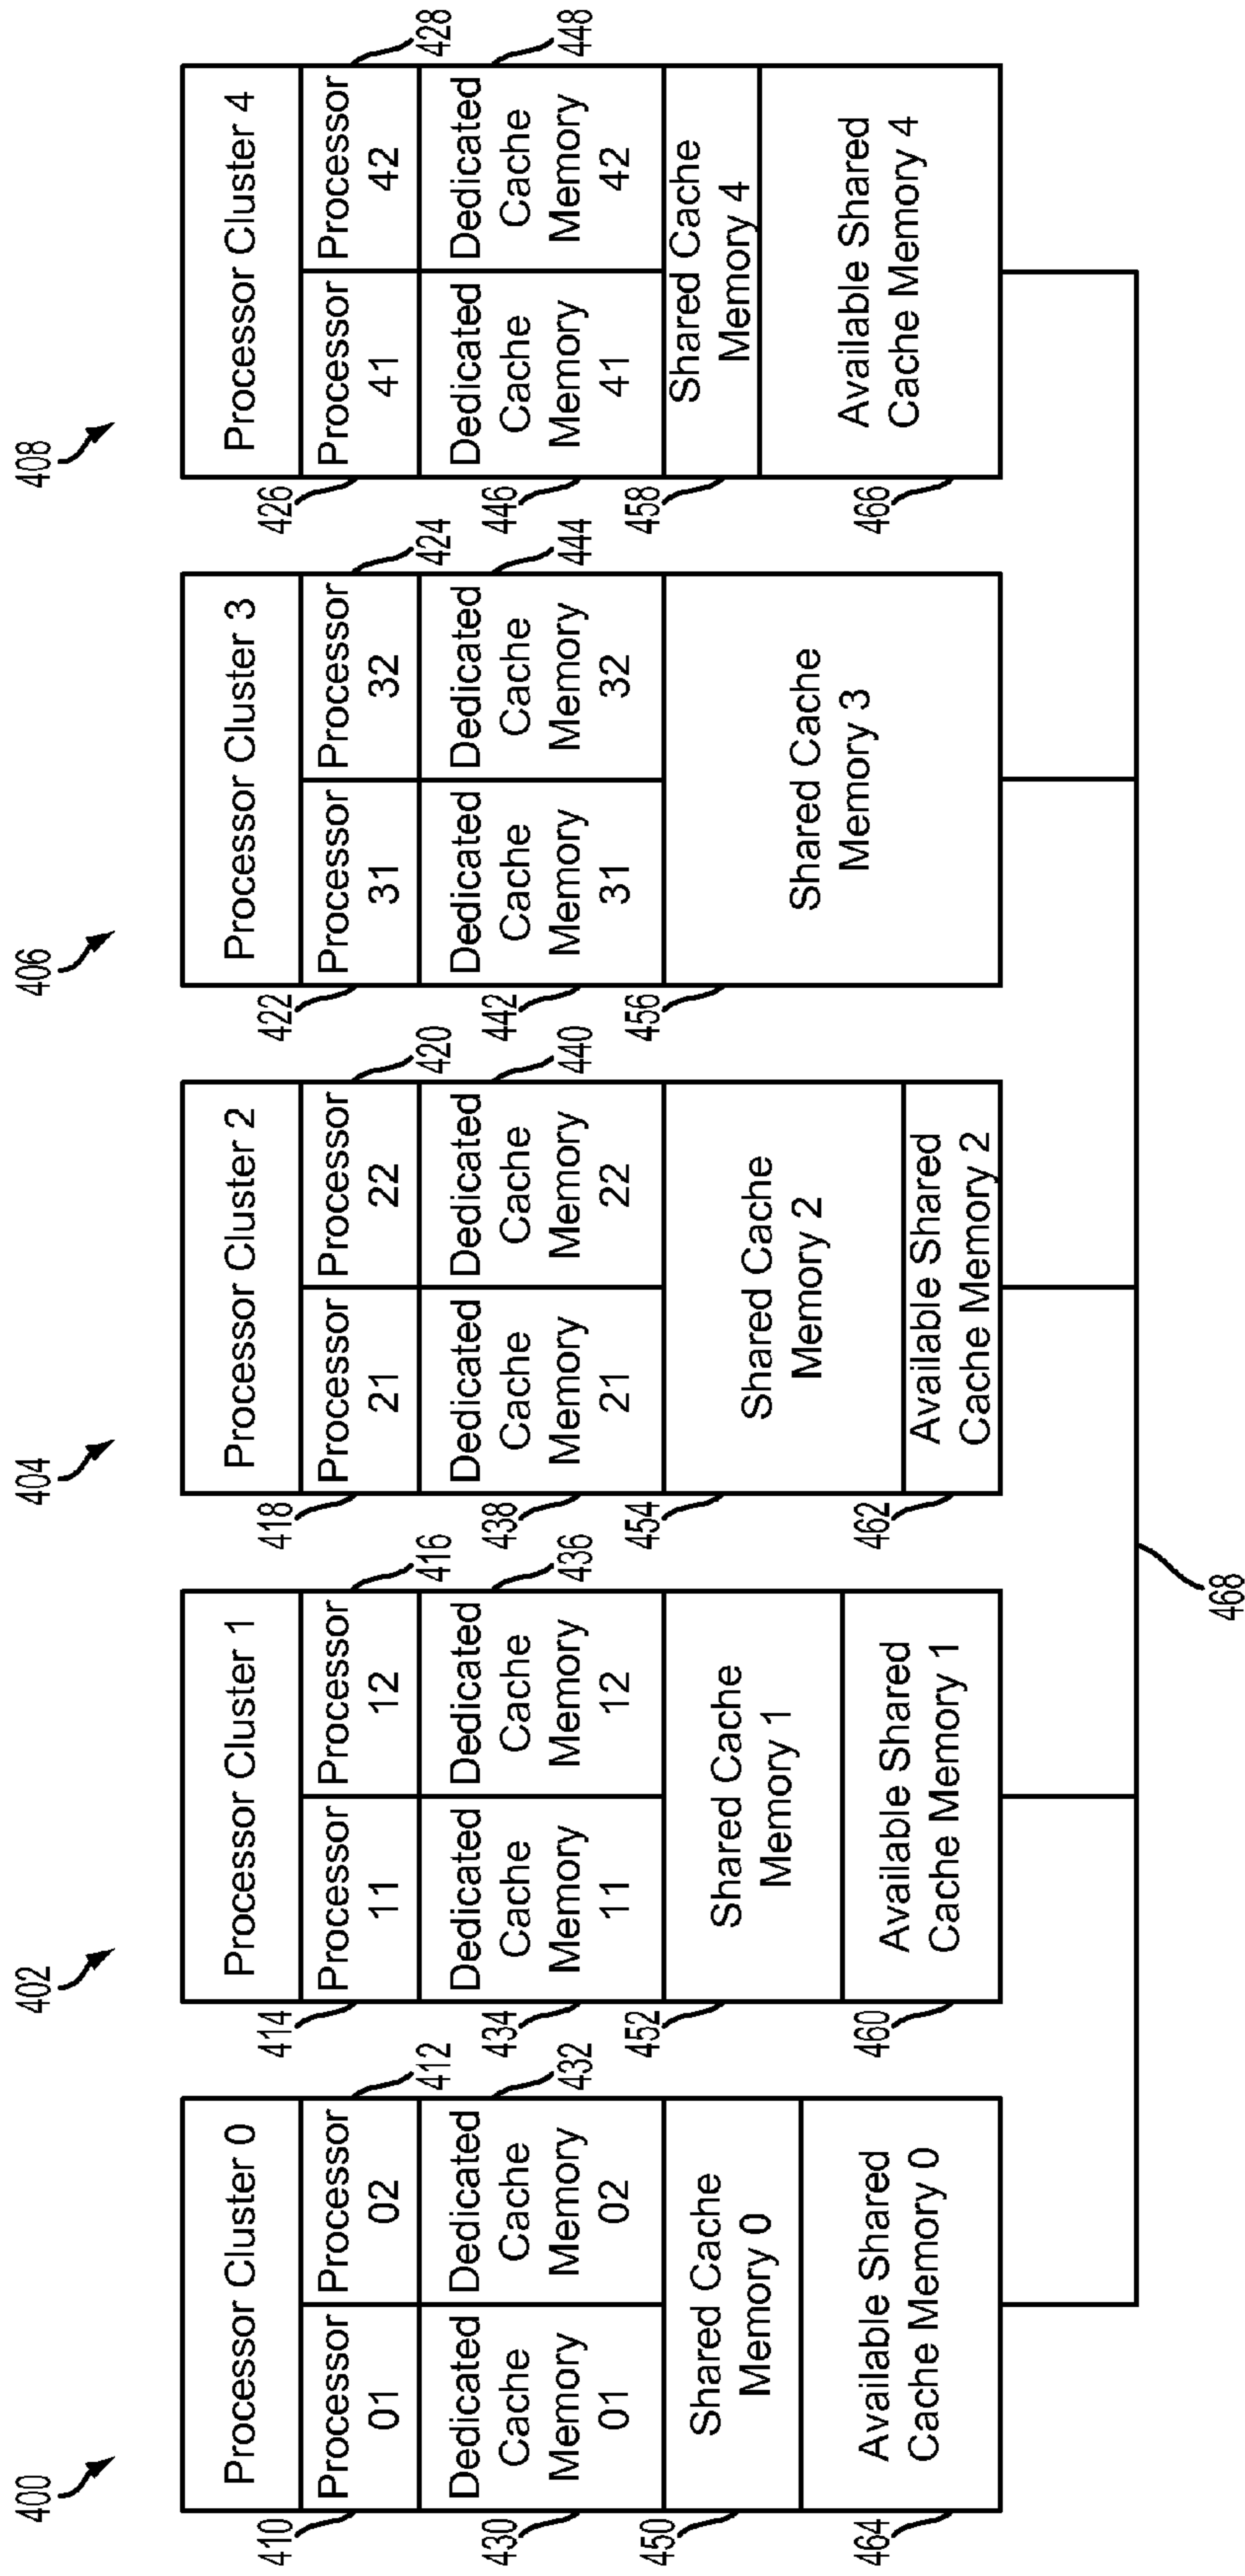 400
Processor Cluster 0
410
Processor
01
Processor
02
412
430
Dedicated
Cache
Memory
01
Dedicated
Cache
Memory
02
432
450
Shared Cache
Memory 0
464
Available Shared
Cache Memory 0
402
Processor Cluster 1
414
Processor
11
Processor
12
416
434
Dedicated
Cache
Memory
11
Dedicated
Cache
Memory
12
436
452
Shared Cache
Memory 1
460
Available Shared
Cache Memory 1
404
Processor Cluster 2
418
Processor
21
Processor
22
420
438
Dedicated
Cache
Memory
21
Dedicated
Cache
Memory
22
440
454
Shared Cache
Memory 2
462
Available Shared
Cache Memory 2
406
Processor Cluster 3
422
Processor
31
Processor
32
424
442
Dedicated
Cache
Memory
31
Dedicated
Cache
Memory
32
444
456
Shared Cache
Memory 3
408
Processor Cluster 4
426
Processor
41
Processor
42
428
446
Dedicated
Cache
Memory
41
Dedicated
Cache
Memory
42
448
458
Shared Cache
Memory 4
466
Available Shared
Cache Memory 4
468